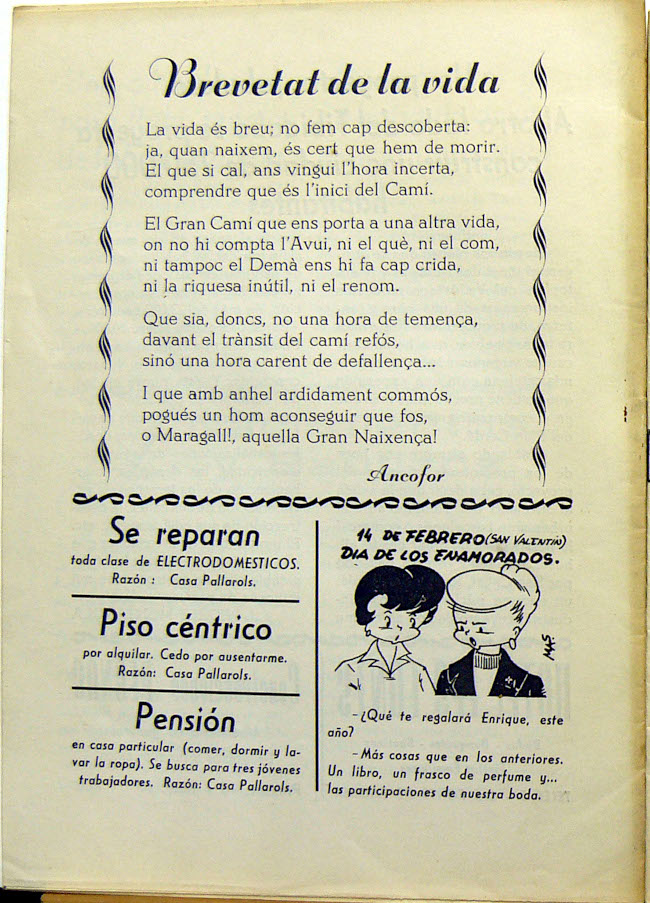 Brevetat de la vida
La vida és breu; no fem cap descoberta:
ja, quan naixem, és cert que hem de morir.
El que si cal, ans vingui l'hora incerta,
comprendre que és l'inici del Camí.
El Gran Camí que ens porta a una altra vida,
on no hi compta l'Avui, ni el què, ni el com,
ni tampoc el Demà ens hi fa cap crida,
ni la riquesa inútil, ni el renom.
Que sia, doncs, no una hora de temença,
davant el trànsit del camí refós,
sinó una hora carent de defallença...
I que amb anhel ardidament commós,
pogués un hom aconseguir que fos,
o Maragall!, aquella Gran Naixença!
Ancofor
Se reparan
toda clase de ELECTRODOMESTICOS.
Razón : Casa Pallarols.
Piso céntrico
por alquilar. Cedo por ausentarme.
Razón: Casa Pallarols.
Pensión
en casa particular (comer, dormir y la-
var la ropa). Se busca para tres jóvenes
trabajadores. Razón: Casa Pallarols.
14 DE FEBRERO (SAN VALENTIN)
DIA DE LOS ENAMORADOS.
MAS
- ¿Qué te regalará Enrique, este
año?
- Más cosas que en los anteriores.
Un libro, un frasco de perfume y...
las participaciones de nuestra boda.